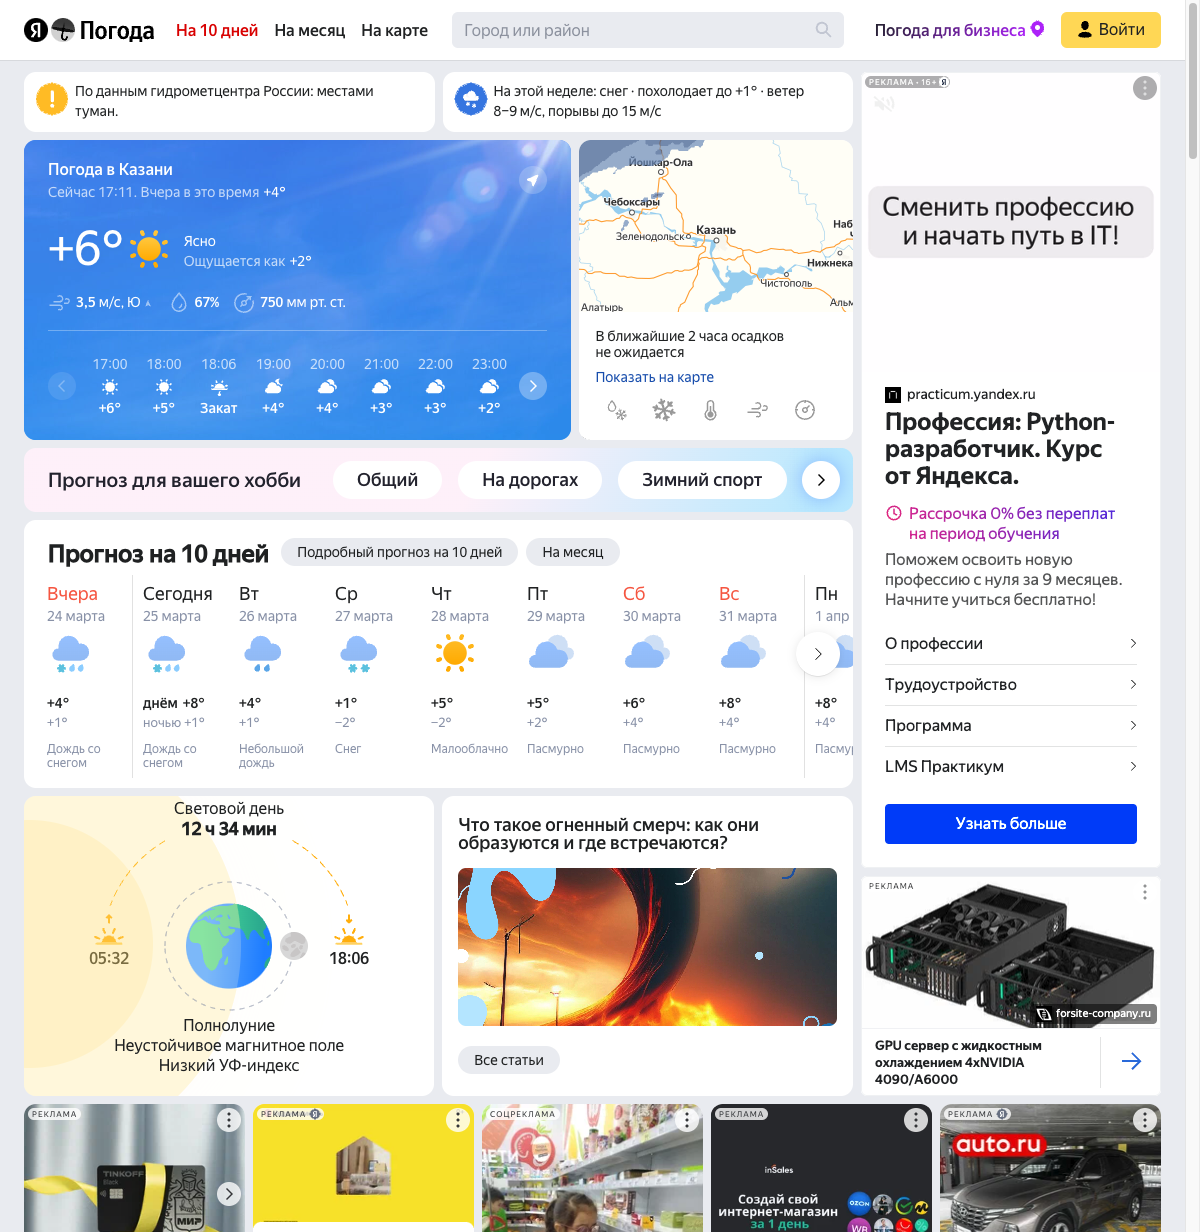 Я Погода
На 10 дней
На месяц
На карте
Город или район
Погода для бизнеса
Войти
По данным гидрометцентра России: местами
туман.
На этой неделе: снег · похолодает до +1° · ветер
8–9 м/с, порывы до 15 м/с
Погода в Казани
Сейчас 17:11. Вчера в это время +4°
+6°
Ясно
Ощущается как +2°
3,5 м/с, Ю
67%
750 мм рт. ст.
17:00 18:00 18:06 19:00 20:00 21:00 22:00 23:00
+6° +5° Закат +4° +4° +3° +3° +2°
Йошкар-Ола
Чебоксары
Зеленодольск
Казань
Наб
Ч
Нижнека
Чистополь
Алатырь
Альм
В ближайшие 2 часа осадков
не ожидается
Показать на карте
Прогноз для вашего хобби
Общий
На дорогах
Зимний спорт
Прогноз на 10 дней
Подробный прогноз на 10 дней
На месяц
Вчера Сегодня Вт Ср Чт Пт Сб Вс Пн
24 марта 25 марта 26 марта 27 марта 28 марта 29 марта 30 марта 31 марта 1 апр
+4° днём +8° +4° +1° +5° +5° +6° +8° +8°
+1° ночью +1° +1° −2° −2° +2° +4° +4° +4°
Дождь со Дождь со Небольшой Снег Малооблачно Пасмурно Пасмурно Пасмурно Пасму
снегом снегом дождь
Световой день
12 ч 34 мин
05:32
18:06
Полнолуние
Неустойчивое магнитное поле
Низкий УФ-индекс
Что такое огненный смерч: как они
образуются и где встречаются?
Все статьи
РЕКЛАМА • 16+ Я
Сменить профессию
и начать путь в IT!
practicum.yandex.ru
Профессия: Python-
разработчик. Курс
от Яндекса.
Рассрочка 0% без переплат
на период обучения
Поможем освоить новую
профессию с нуля за 9 месяцев.
Начните учиться бесплатно!
О профессии
Трудоустройство
Программа
LMS Практикум
Узнать больше
РЕКЛАМА
forsite-company.ru
GPU сервер с жидкостным
охлаждением 4xNVIDIA
4090/A6000
РЕКЛАМА
TINKOFF
Black
МИР
РЕКЛАМА Я
СОЦРЕКЛАМА
ДЕТИ
РЕКЛАМА
inSales
Создай свой
интернет-магазин
за 1 день
OZON
WB
РЕКЛАМА Я
auto.ru